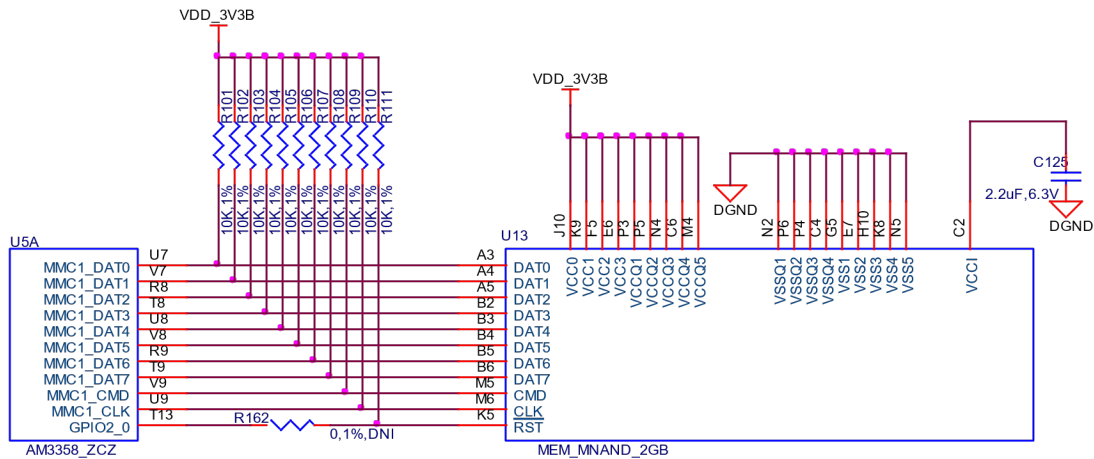 VDD_3V3B
R101
R102
R103
R104
R105
R106
R107
R108
R109
R110
R111
10K,1%
10K,1%
10K,1%
10K,1%
10K,1%
10K,1%
10K,1%
10K,1%
10K,1%
10K,1%
10K,1%
VDD_3V3B
DGND
C125
2.2uF,6.3V
DGND
U5A
MMC1_DAT0 U7
MMC1_DAT1 V7
MMC1_DAT2 R8
MMC1_DAT3 T8
MMC1_DAT4 U8
MMC1_DAT5 V8
MMC1_DAT6 R9
MMC1_DAT7 T9
MMC1_CMD V9
MMC1_CLK U9
GPIO2_0 T13
AM3358_ZCZ
R162
0,1%,DNI
U13
A3 DAT0
A4 DAT1
A5 DAT2
B2 DAT3
B3 DAT4
B4 DAT5
B5 DAT6
B6 DAT7
M5 CMD
M6 CLK
K5 RST
J10
K9
F5
E6
P3
P5
N4
C6
M4
VCC0
VCC1
VCC2
VCC3
VCCQ1
VCCQ2
VCCQ3
VCCQ4
VCCQ5
N2
P6
P4
C4
G5
E7
H10
K8
N5
VSSQ1
VSSQ2
VSSQ3
VSSQ4
VSS1
VSS2
VSS3
VSS4
VSS5
C2
VCCI
MEM_MNAND_2GB